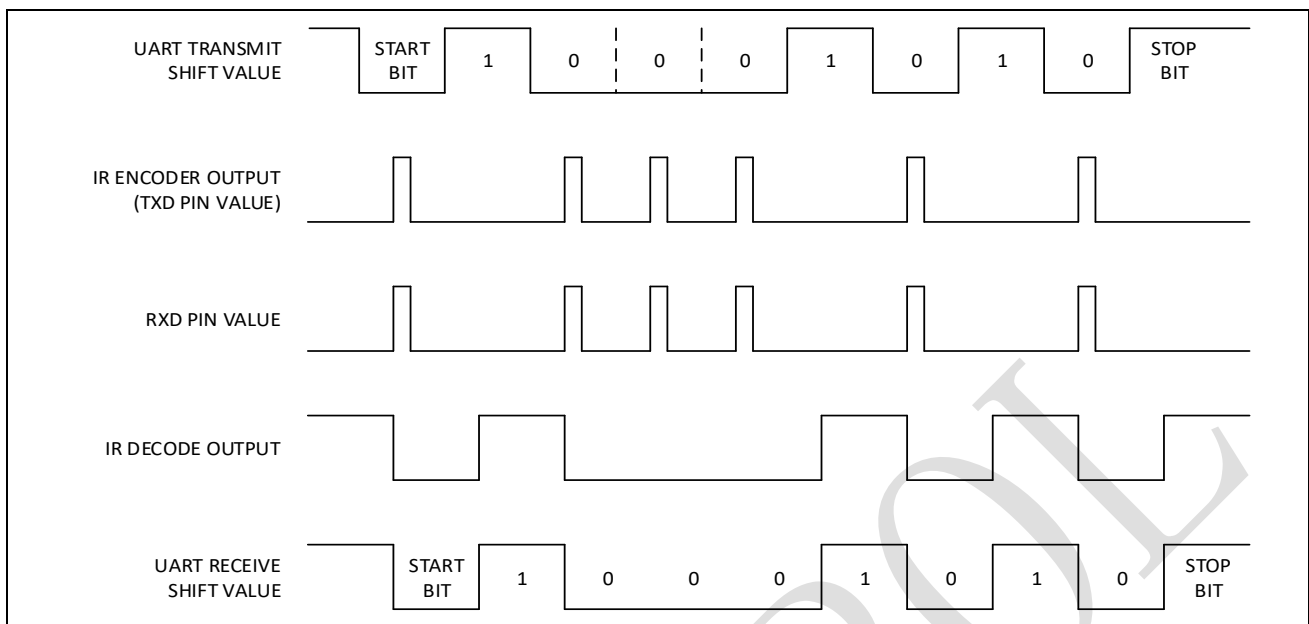 UART TRANSMIT
SHIFT VALUE
START
BIT
1
0
0
0
1
0
1
0
STOP
BIT
IR ENCODER OUTPUT
(TXD PIN VALUE)
RXD PIN VALUE
IR DECODE OUTPUT
UART RECEIVE
SHIFT VALUE
START
BIT
1
0
0
0
1
0
1
0
STOP
BIT